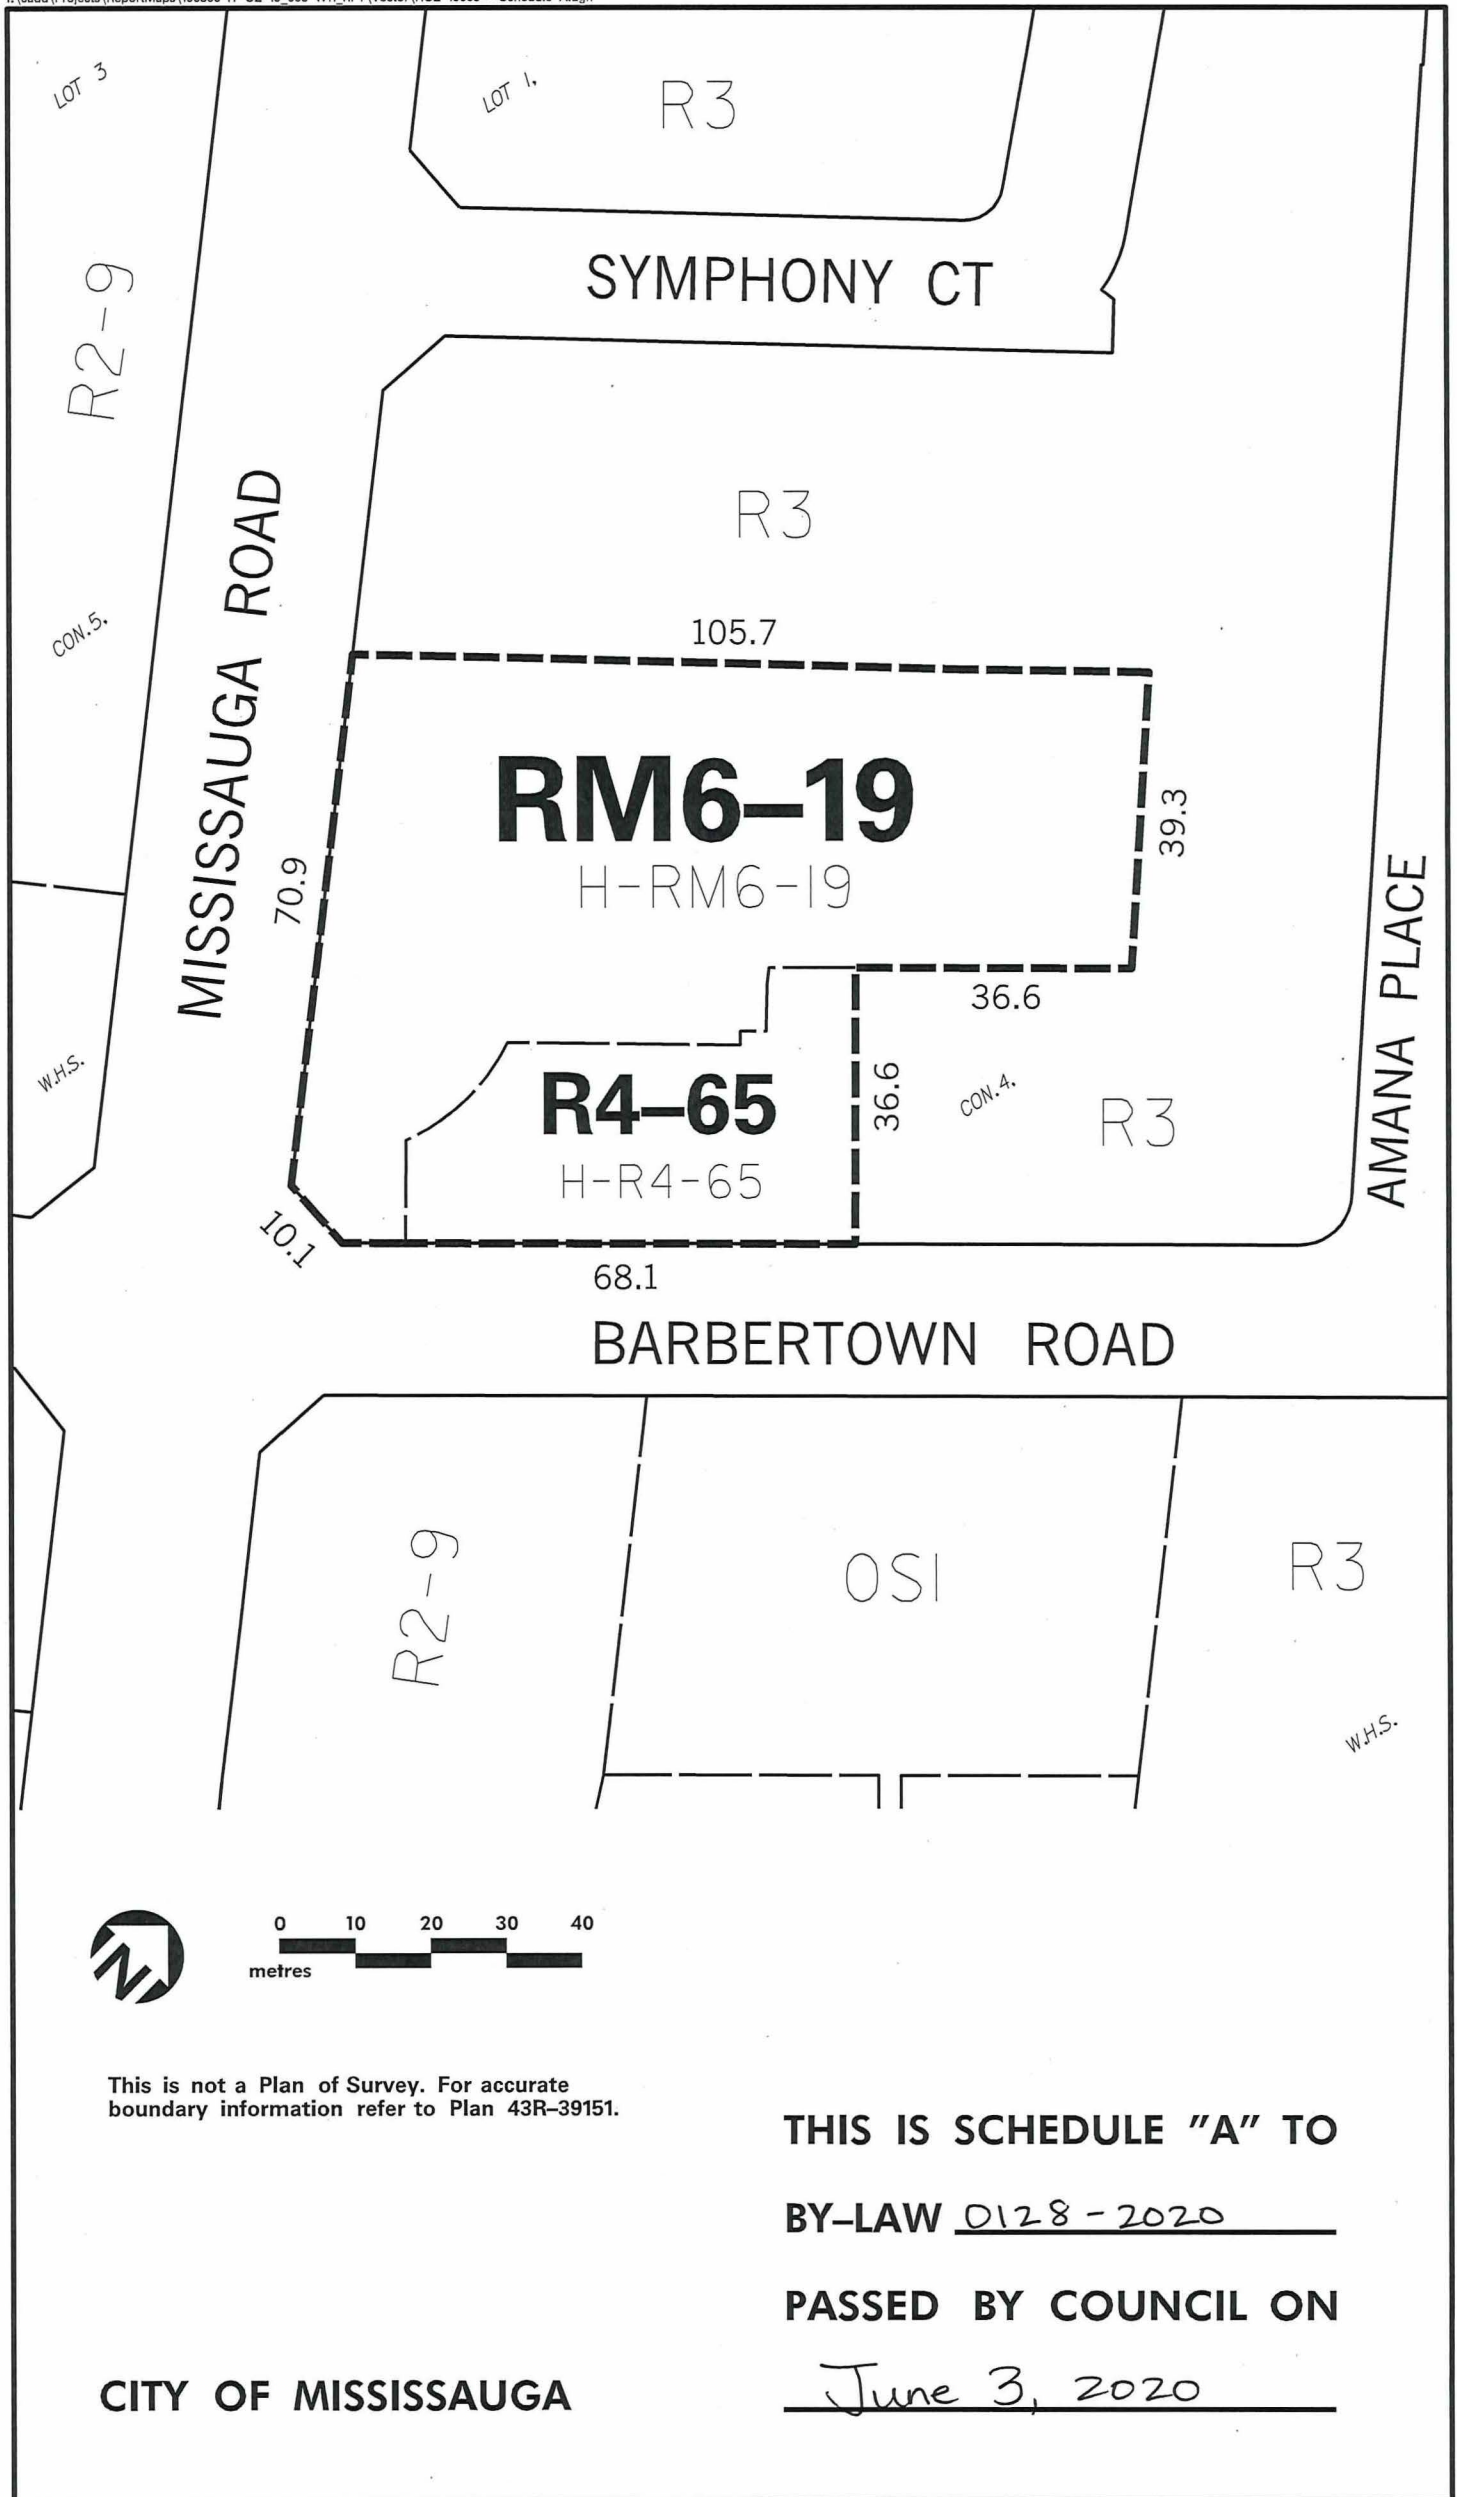 LOT 3
LOT 1,
R3
SYMPHONY CT
R2-9
R3
MISSISSAUGA ROAD
CON.5.
105.7
RM6–19
H-RM6-19
39.3
70.9
36.6
AMANA PLACE
W.H.S.
R4–65
H-R4-65
36.6
CON.4.
R3
10.1
68.1
BARBERTOWN ROAD
R2-9
OS1
R3
W.H.S.
N
0 10 20 30 40
metres
This is not a Plan of Survey. For accurate
boundary information refer to Plan 43R–39151.
THIS IS SCHEDULE "A" TO
BY–LAW 0128-2020
PASSED BY COUNCIL ON
June 3, 2020
CITY OF MISSISSAUGA